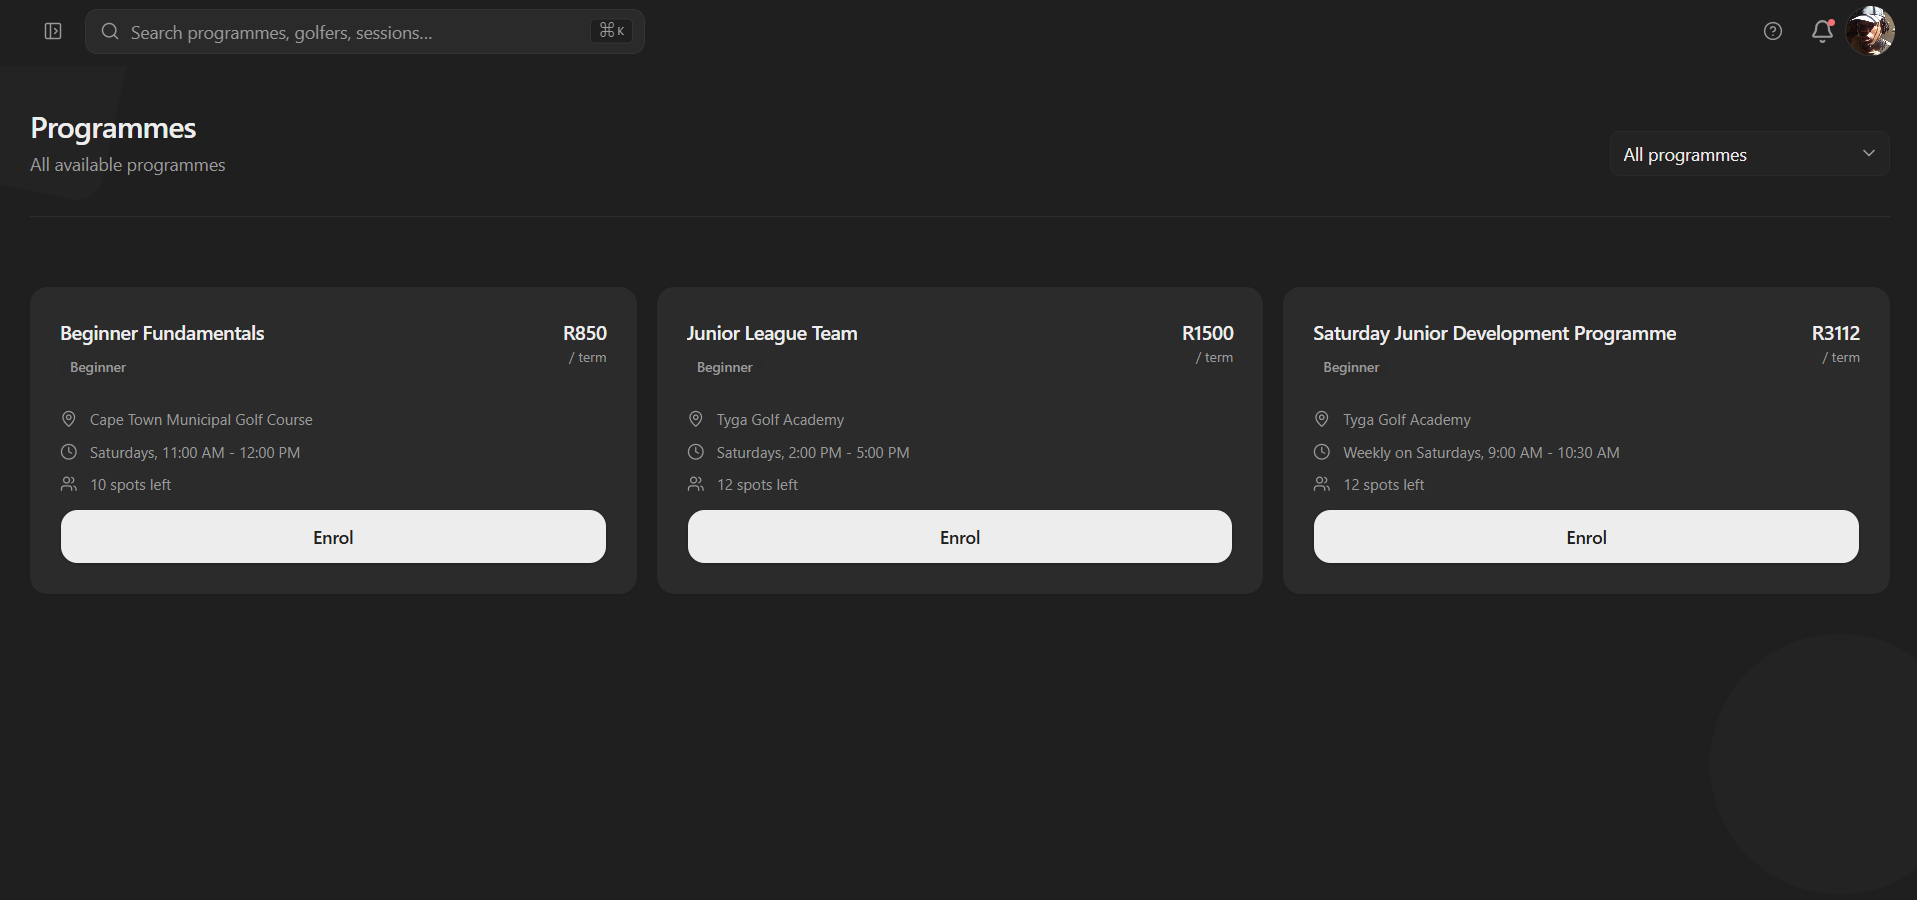 Search programmes, golfers, sessions...
⌘K
Programmes
All available programmes
All programmes
Beginner Fundamentals
R850
/ term
Beginner
Cape Town Municipal Golf Course
Saturdays, 11:00 AM - 12:00 PM
10 spots left
Enrol
Junior League Team
R1500
/ term
Beginner
Tyga Golf Academy
Saturdays, 2:00 PM - 5:00 PM
12 spots left
Enrol
Saturday Junior Development Programme
R3112
/ term
Beginner
Tyga Golf Academy
Weekly on Saturdays, 9:00 AM - 10:30 AM
12 spots left
Enrol